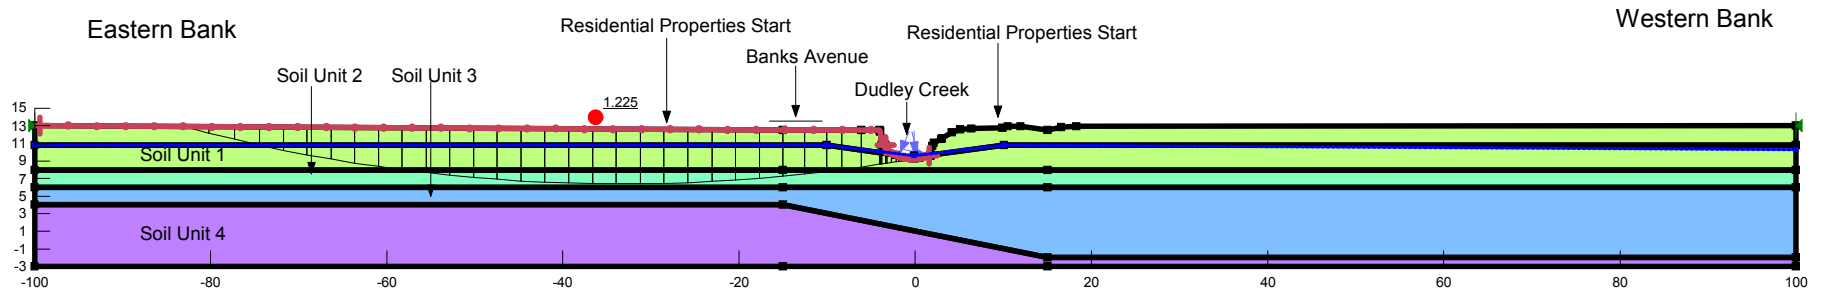 Eastern Bank
Residential Properties Start
Western Bank
Residential Properties Start
Banks Avenue
Soil Unit 2
Soil Unit 3
Dudley Creek
1.225
15
13
11
9
7
5
3
1
-1
-3
Soil Unit 1
Soil Unit 4
-100
-80
-60
-40
-20
0
20
40
60
80
100